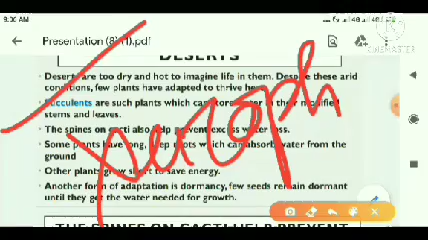 9:00 AM
Presentation (8)(1).pdf
KINEMASTER
DESERTS
• Deserts are too dry and hot to imagine life in them. Despite these arid
conditions, few plants have adapted to thrive here.
• Succulents are such plants which can store water in their modified
stems and leaves.
• The spines on cacti also help prevent excess water loss.
• Some plants have long, deep roots which can absorb water from the
ground
• Other plants grow short to save energy.
• Another form of adaptation is dormancy, few seeds remain dormant
until they get the water needed for growth.
THE SPINES ON CACTI HELP PREVENT
Xeroph